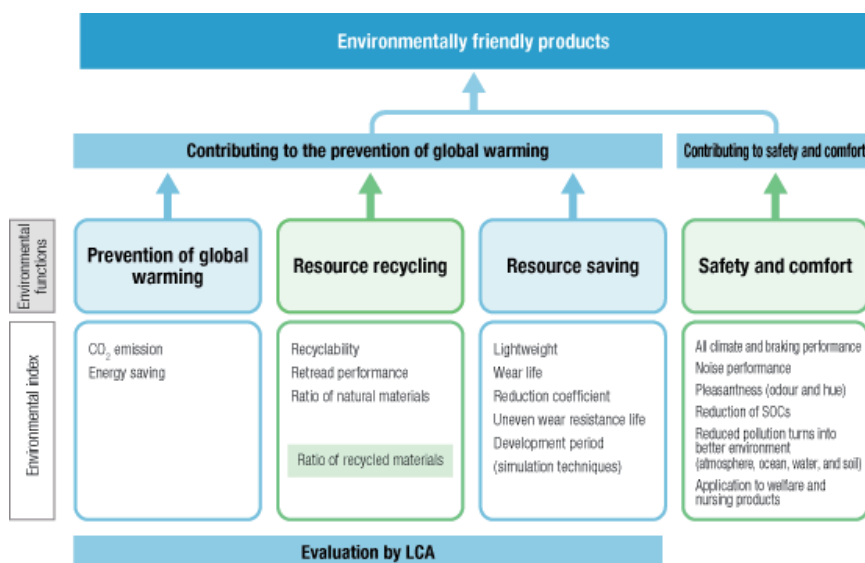 Environmentally friendly products
Contributing to the prevention of global warming
Contributing to safety and comfort
Environmental
functions
Prevention of global
warming
Resource recycling
Resource saving
Safety and comfort
Environmental index
CO₂ emission
Energy saving
Recyclability
Retread performance
Ratio of natural materials
Ratio of recycled materials
Lightweight
Wear life
Reduction coefficient
Uneven wear resistance life
Development period
(simulation techniques)
All climate and braking performance
Noise performance
Pleasantness (odour and hue)
Reduction of SOCs
Reduced pollution turns into
better environment
(atmosphere, ocean, water, and soil)
Application to welfare and
nursing products
Evaluation by LCA